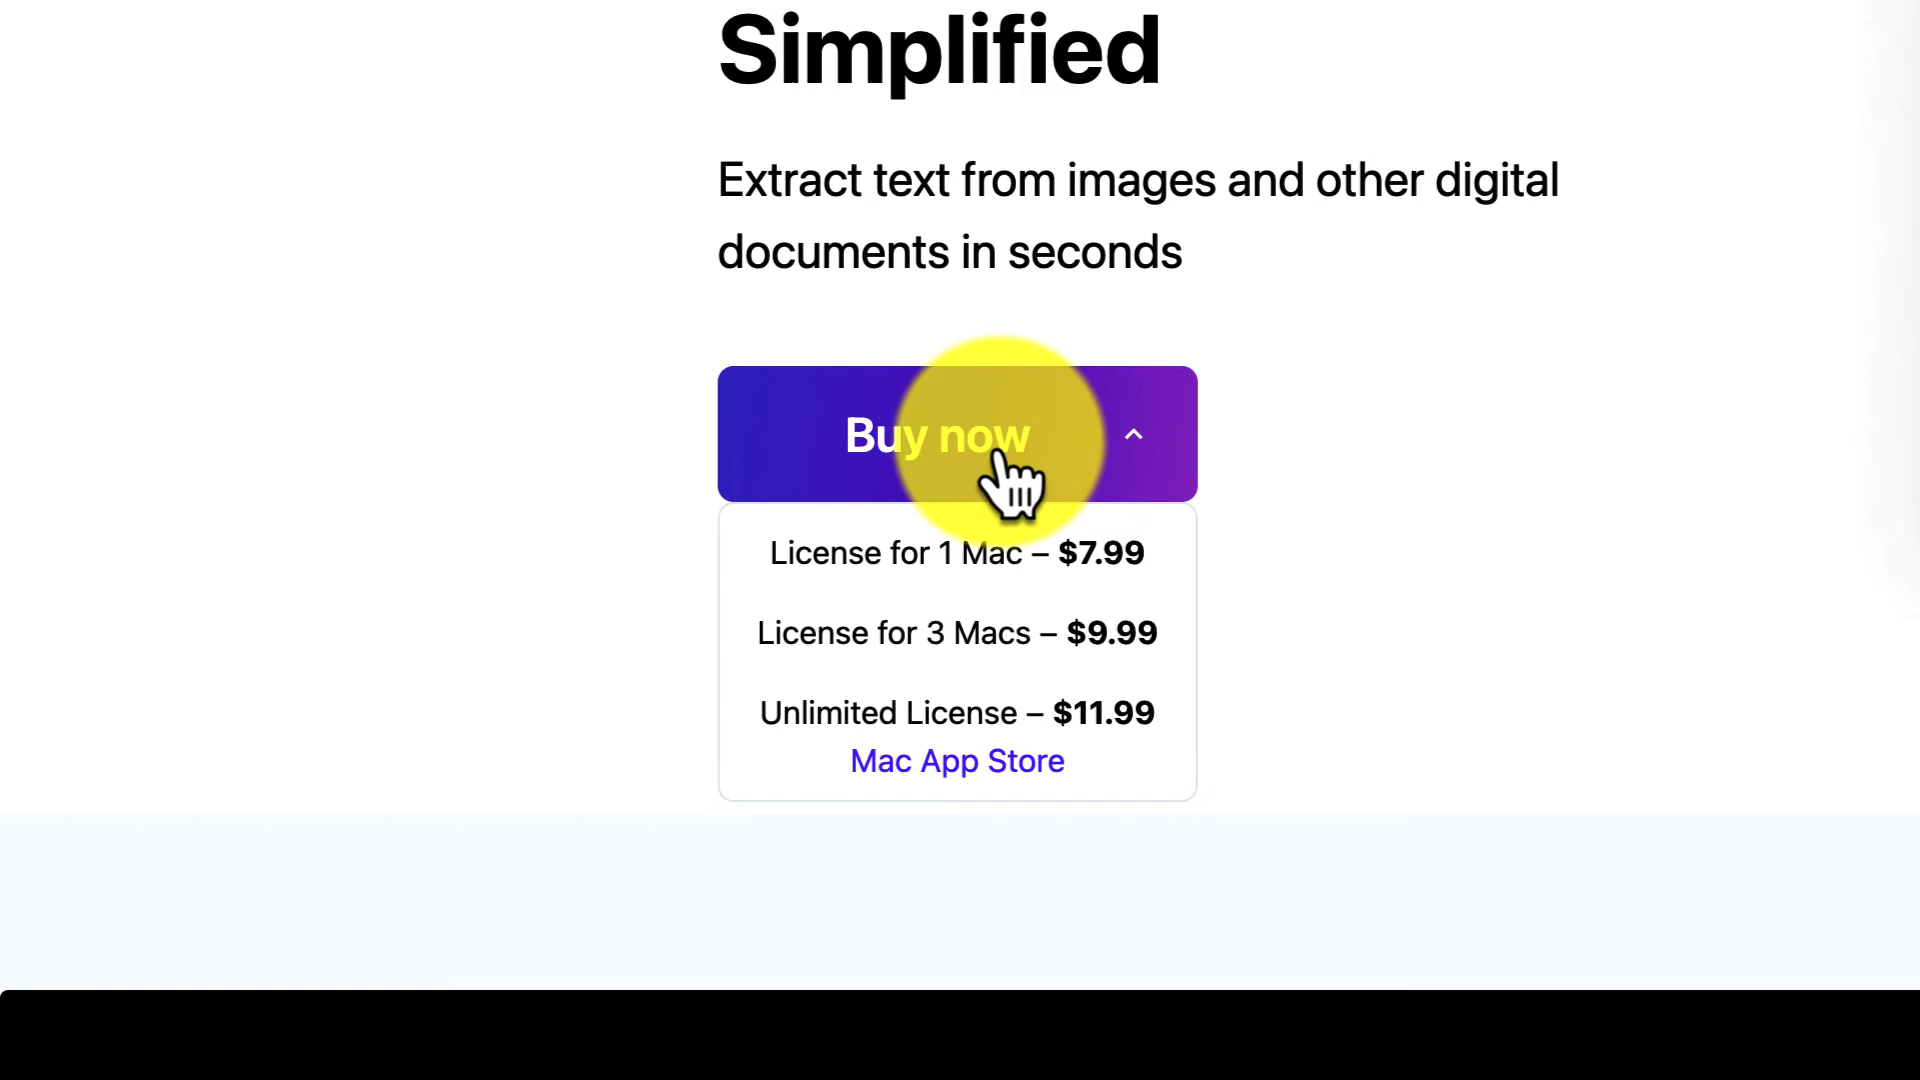 Simplified
Extract text from images and other digital
documents in seconds
Buy now
License for 1 Mac – $7.99
License for 3 Macs – $9.99
Unlimited License – $11.99
Mac App Store